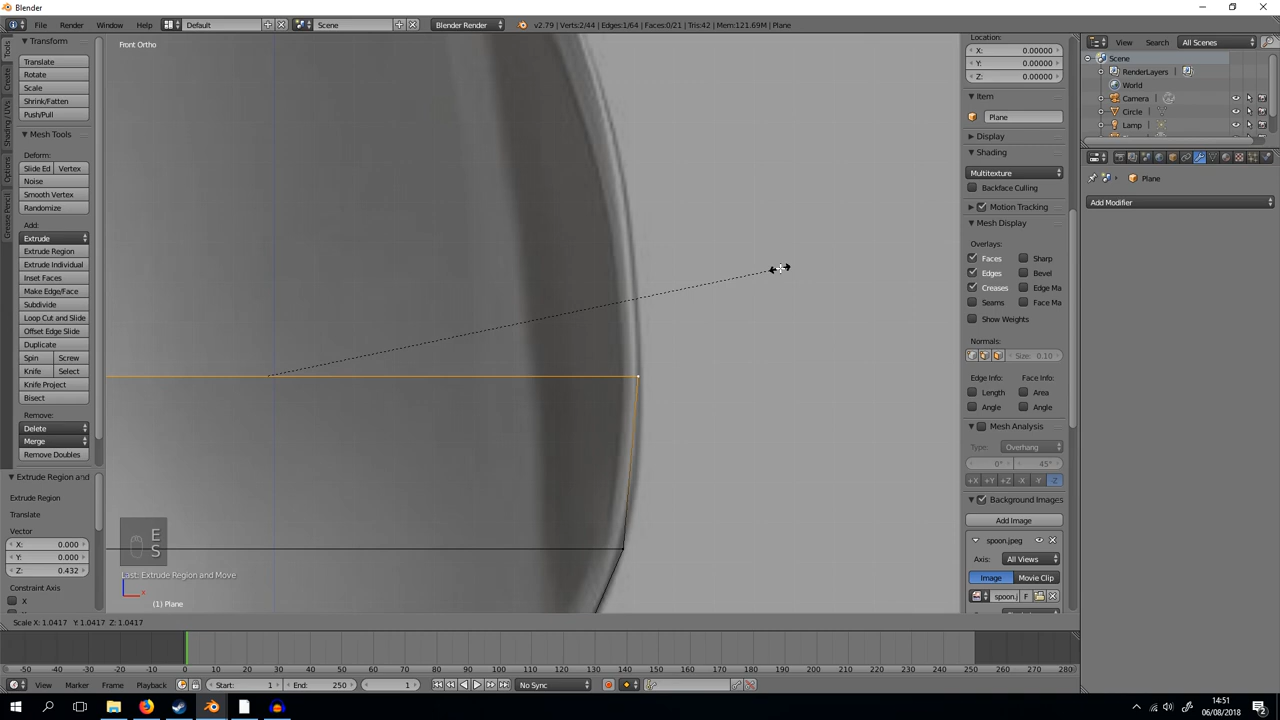 Blender
File Render Window Help Default Scene Blender Render v2.79 | Verts:2/44 | Edges:1/64 | Faces:0/21 | Tris:42 | Mem:121.69M | Plane
View Search All Scenes
Scene
RenderLayers
World
Camera
Circle
Lamp
Plane
Add Modifier
Tools
Create
Shading / UVs
Options
Grease Pencil
Transform
Translate
Rotate
Scale
Shrink/Fatten
Push/Pull
Mesh Tools
Deform:
Slide Ed Vertex
Noise
Smooth Vertex
Randomize
Add:
Extrude
Extrude Region
Extrude Individual
Inset Faces
Make Edge/Face
Subdivide
Loop Cut and Slide
Offset Edge Slide
Duplicate
Spin Screw
Knife Select
Knife Project
Bisect
Remove:
Delete
Merge
Remove Doubles
Extrude Region and
Extrude Region
Translate
Vector
X: 0.000
Y: 0.000
Z: 0.432
Constraint Axis
X
Front Ortho
E
S
Last: Extrude Region and Move
x
(1) Plane
Location:
X: 0.00000
Y: 0.00000
Z: 0.00000
Item
Plane
Display
Shading
Multitexture
Backface Culling
Motion Tracking
Mesh Display
Overlays:
Faces Sharp
Edges Bevel
Creases Edge Ma
Seams Face Ma
Show Weights
Normals:
Size: 0.10
Edge Info: Face Info:
Length Area
Angle Angle
Mesh Analysis
Type: Overhang
0° 45°
+X +Y +Z -X -Y -Z
Background Images
Add Image
spoon.jpeg
Axis: All Views
Image Movie Clip
spoon.j F
Scale X: 1.0417 Y: 1.0417 Z: 1.0417
-50 -40 -30 -20 -10 0 10 20 30 40 50 60 70 80 90 100 110 120 130 140 150 160 170 180 190 200 210 220 230 240 250 260 270 280
View Marker Frame Playback Start: 1 End: 250 1 No Sync
14:51
06/08/2018
2